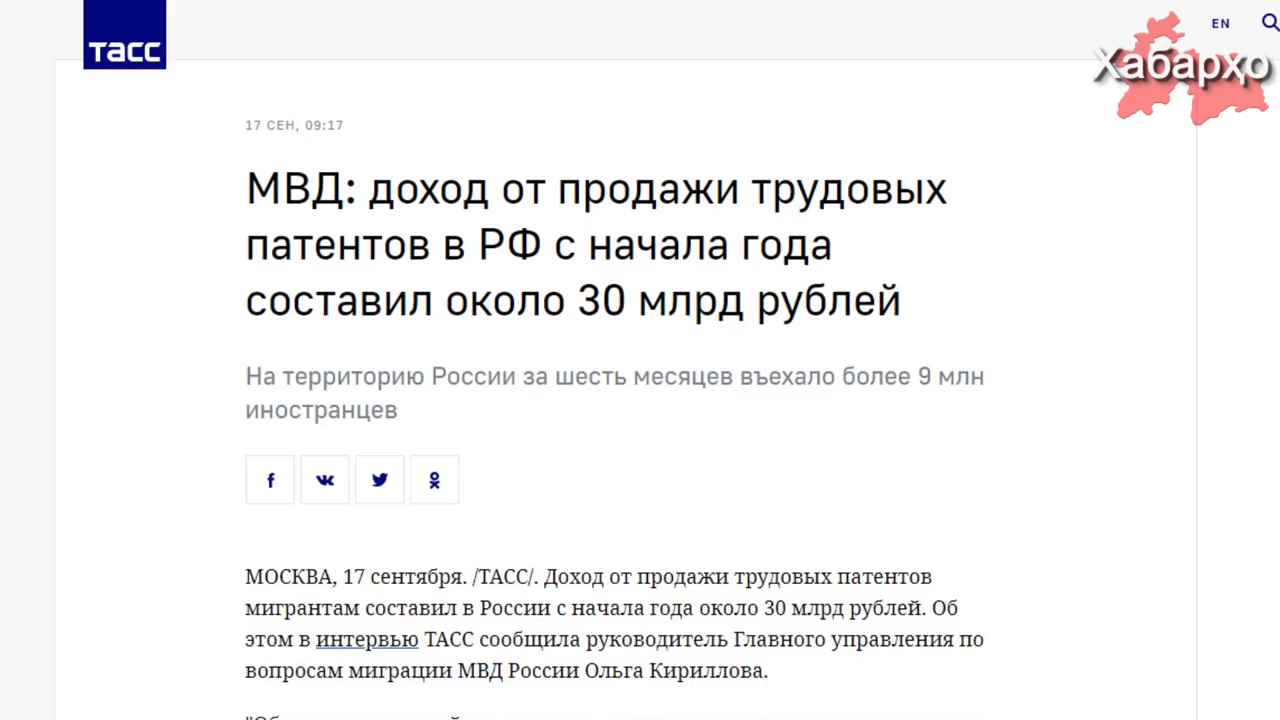 тасс
EN
Хабарҳо
17 СЕН, 09:17
МВД: доход от продажи трудовых
патентов в РФ с начала года
составил около 30 млрд рублей
На территорию России за шесть месяцев въехало более 9 млн
иностранцев
МОСКВА, 17 сентября. /ТАСС/. Доход от продажи трудовых патентов
мигрантам составил в России с начала года около 30 млрд рублей. Об
этом в интервью ТАСС сообщила руководитель Главного управления по
вопросам миграции МВД России Ольга Кириллова.